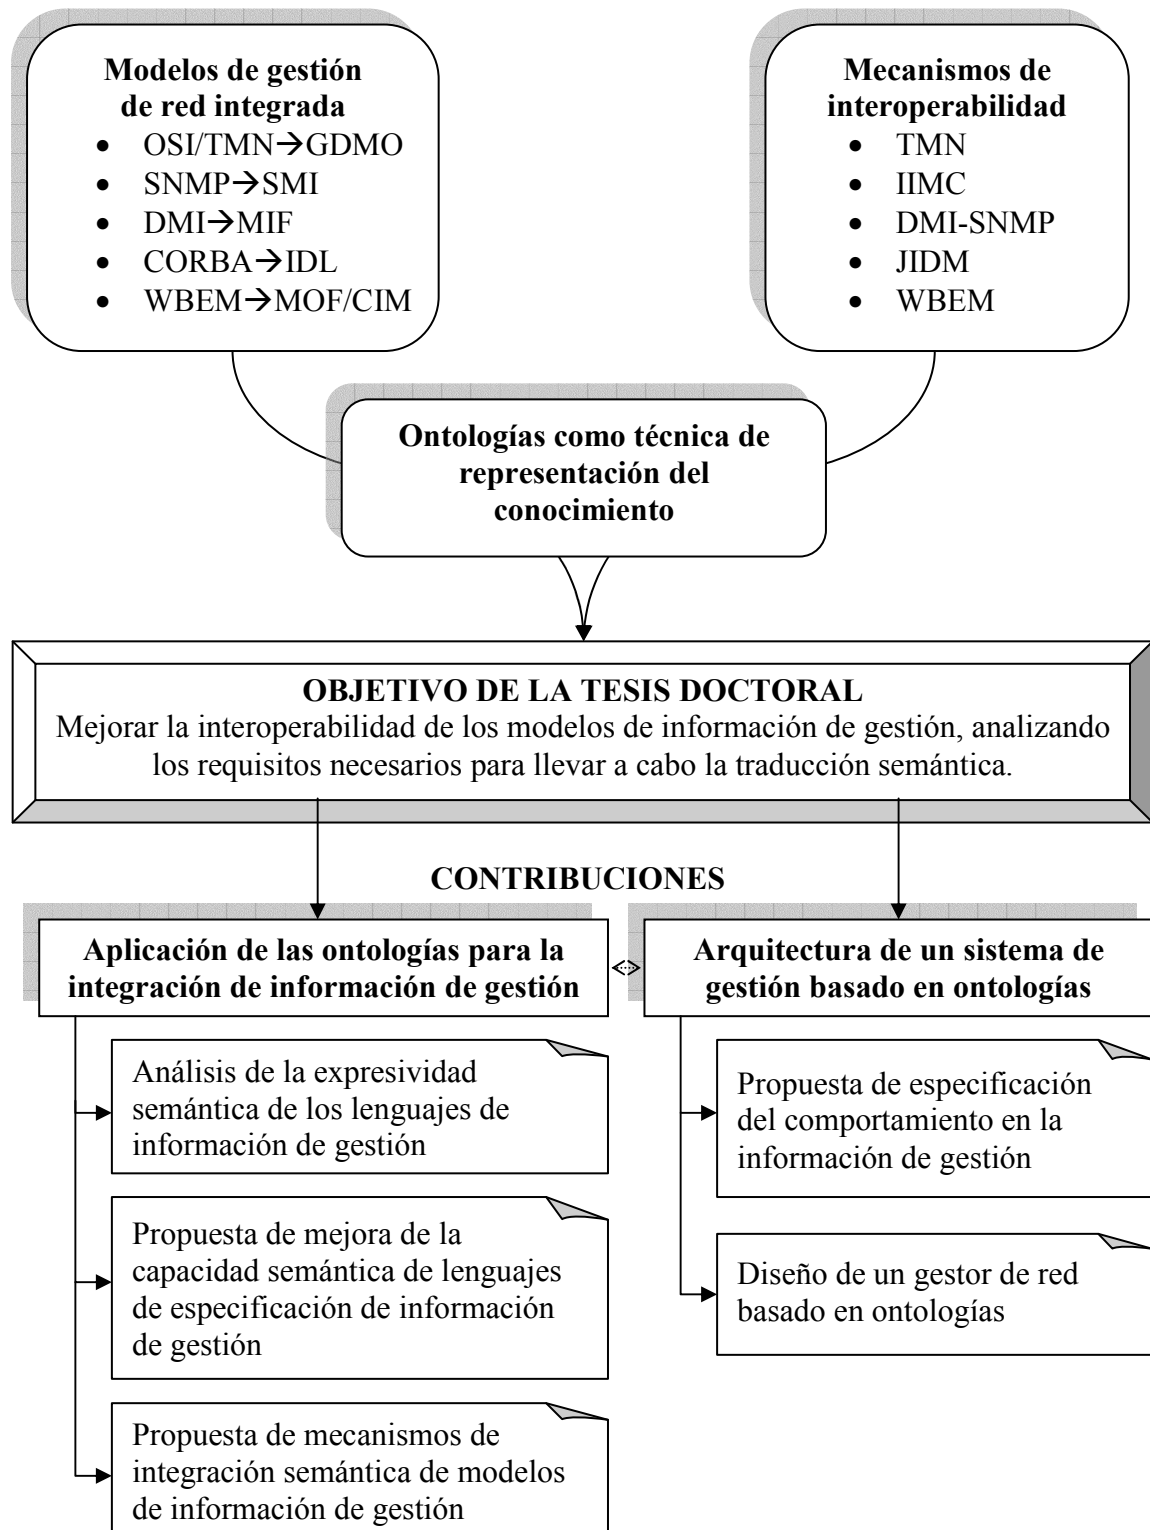 Modelos de gestión
de red integrada
• OSI/TMN→GDMO
• SNMP→SMI
• DMI→MIF
• CORBA→IDL
• WBEM→MOF/CIM
Mecanismos de
interoperabilidad
• TMN
• IIMC
• DMI-SNMP
• JIDM
• WBEM
Ontologías como técnica de
representación del
conocimiento
OBJETIVO DE LA TESIS DOCTORAL
Mejorar la interoperabilidad de los modelos de información de gestión, analizando
los requisitos necesarios para llevar a cabo la traducción semántica.
CONTRIBUCIONES
Aplicación de las ontologías para la
integración de información de gestión
Análisis de la expresividad
semántica de los lenguajes de
información de gestión
Propuesta de mejora de la
capacidad semántica de lenguajes
de especificación de información
de gestión
Propuesta de mecanismos de
integración semántica de modelos
de información de gestión
Arquitectura de un sistema de
gestión basado en ontologías
Propuesta de especificación
del comportamiento en la
información de gestión
Diseño de un gestor de red
basado en ontologías